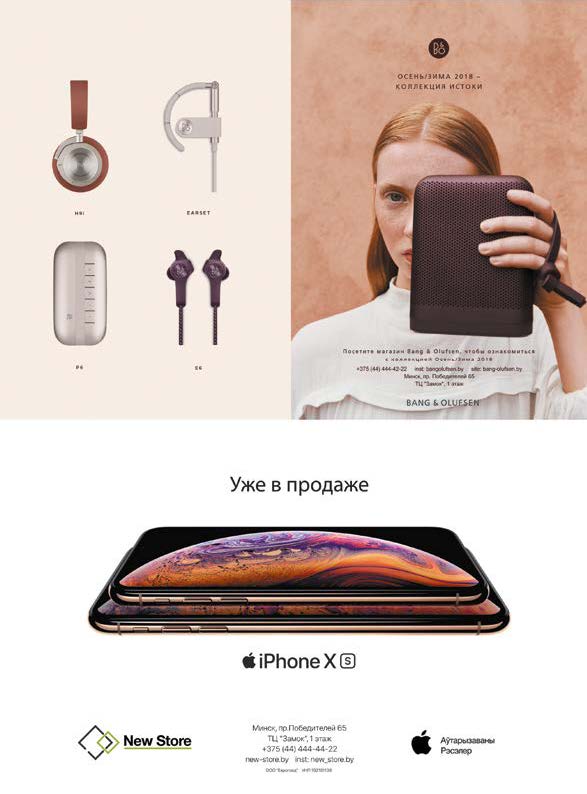 H9i
EARSET
P6
E6
B&O
ОСЕНЬ/ЗИМА 2018 –
КОЛЛЕКЦИЯ ИСТОКИ
Посетите магазин Bang & Olufsen, чтобы ознакомиться
с коллекцией Осень/Зима 2018
+375 (44) 444-42-22 inst: bangolufsen.by site: bang-olufsen.by
Минск, пр. Победителей 65
ТЦ "Замок", 1 этаж
BANG & OLUFSEN
Уже в продаже
iPhone XS
New Store
Минск, пр.Победителей 65
ТЦ "Замок", 1 этаж
+375 (44) 444-44-22
new-store.by inst: new_store.by
Аўтарызаваны
Рэсэлер